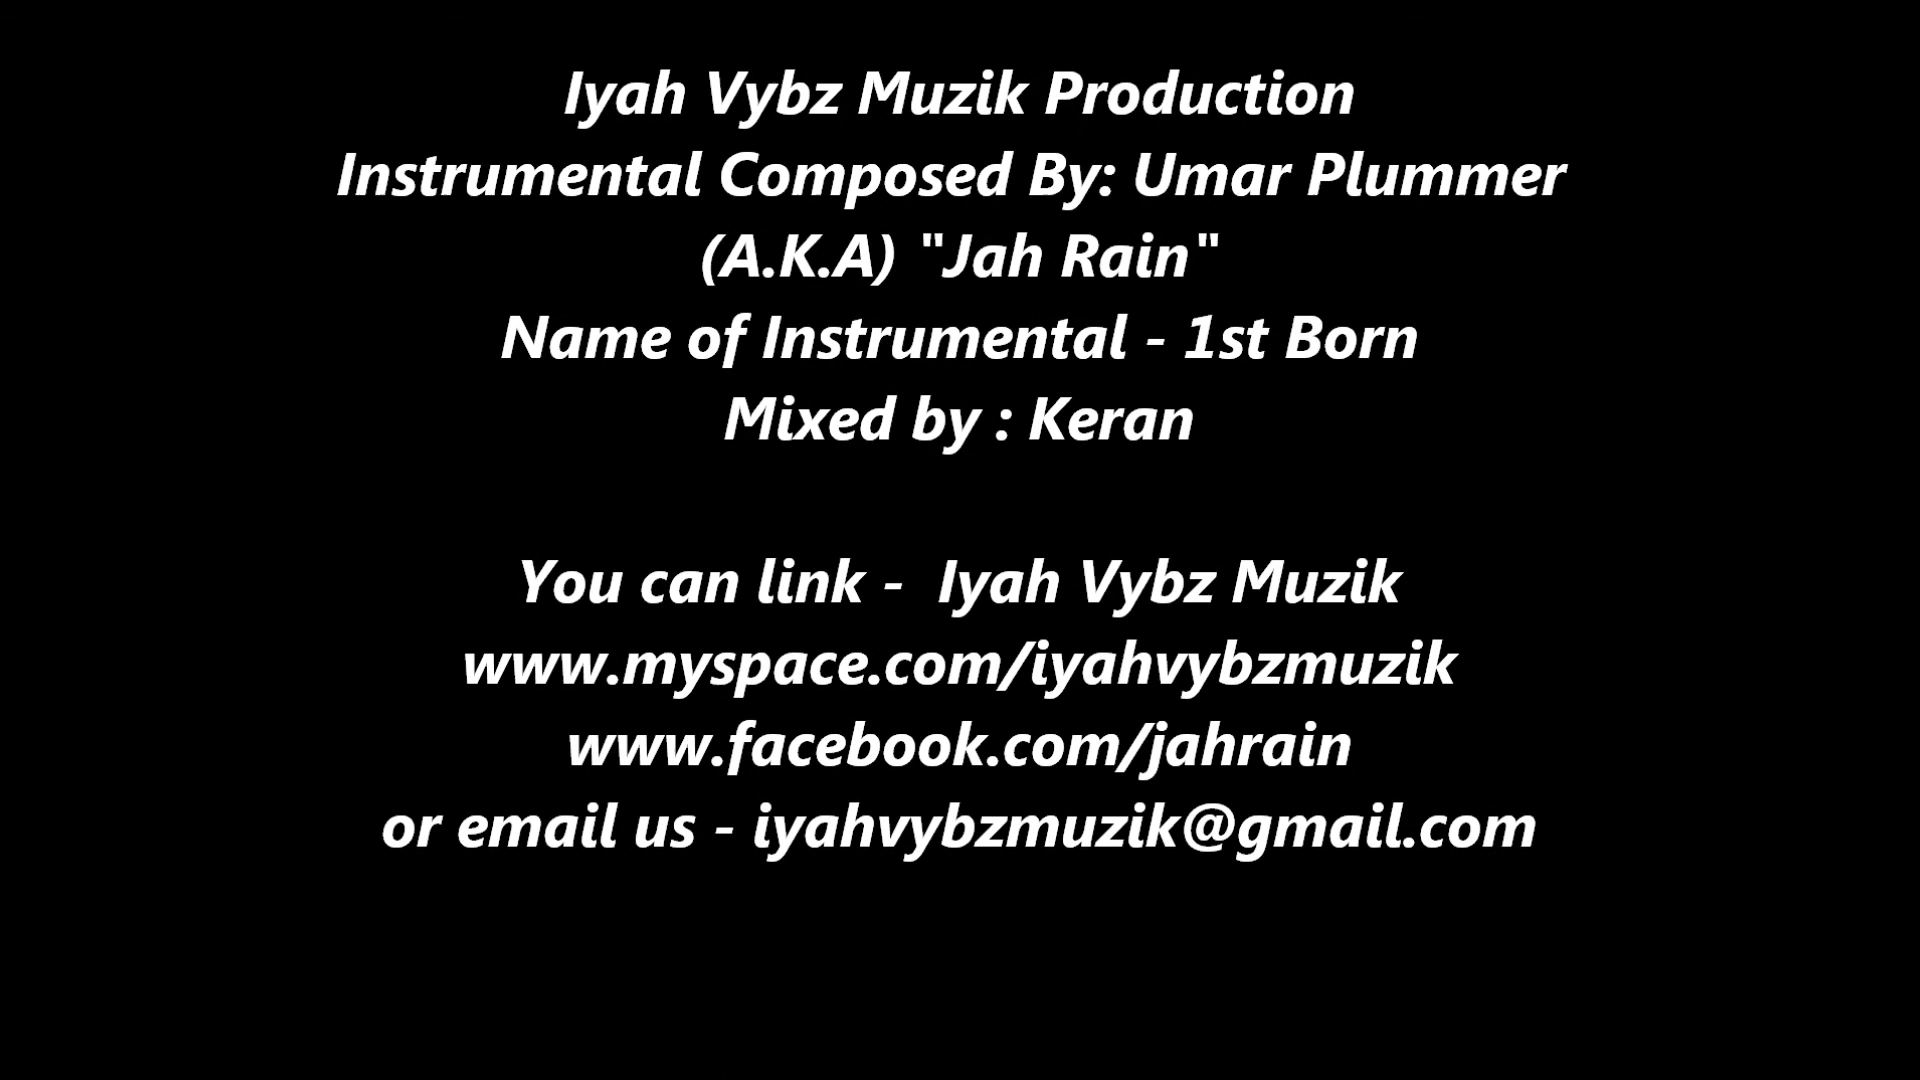 Iyah Vybz Muzik Production
Instrumental Composed By: Umar Plummer
(A.K.A) "Jah Rain"
Name of Instrumental - 1st Born
Mixed by : Keran
You can link -  Iyah Vybz Muzik
www.myspace.com/iyahvybzmuzik
www.facebook.com/jahrain
or email us - iyahvybzmuzik@gmail.com